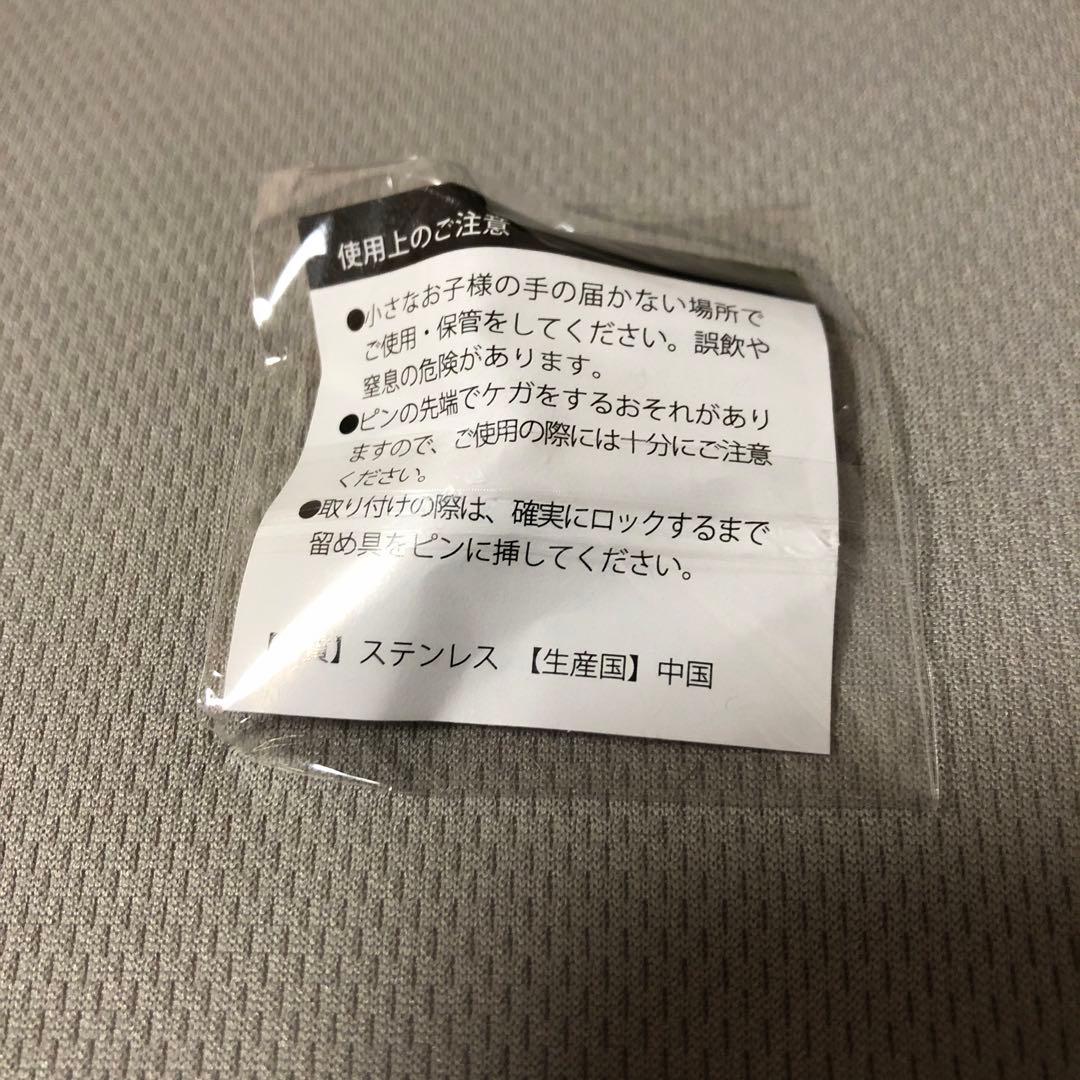 使用上のご注意
●小さなお子様の手の届かない場所で
ご使用・保管をしてください。誤飲や
窒息の危険があります。
●ピンの先端でケガをするおそれがあり
ますので、ご使用の際には十分にご注意
ください。
●取り付けの際は、確実にロックするまで
留め具をピンに挿してください。
質】ステンレス 【生産国】中国